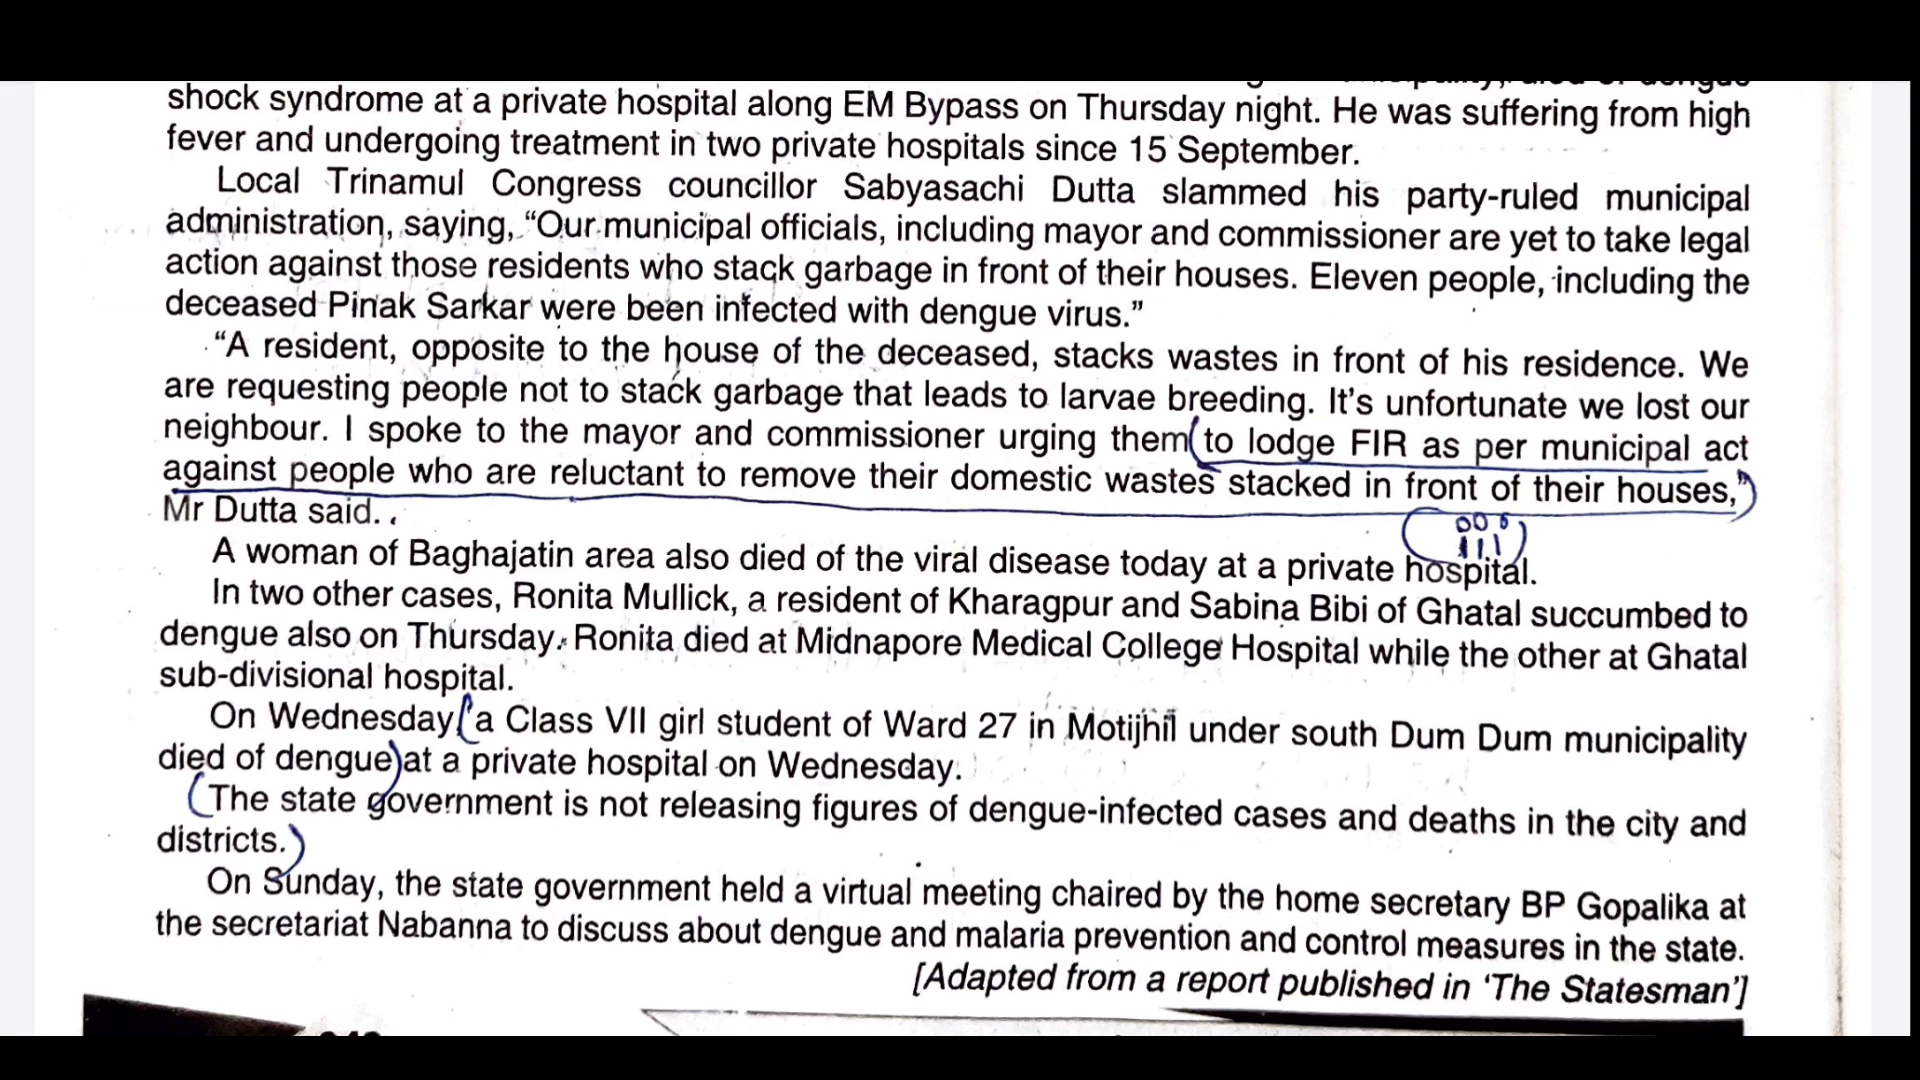 shock syndrome at a private hospital along EM Bypass on Thursday night. He was suffering from high
fever and undergoing treatment in two private hospitals since 15 September.
Local Trinamul Congress councillor Sabyasachi Dutta slammed his party-ruled municipal
administration, saying, “Our municipal officials, including mayor and commissioner are yet to take legal
action against those residents who stack garbage in front of their houses. Eleven people, including the
deceased Pinak Sarkar were been infected with dengue virus.”
“A resident, opposite to the house of the deceased, stacks wastes in front of his residence. We
are requesting people not to stack garbage that leads to larvae breeding. It’s unfortunate we lost our
neighbour. I spoke to the mayor and commissioner urging them to lodge FIR as per municipal act
against people who are reluctant to remove their domestic wastes stacked in front of their houses,”
Mr Dutta said.
A woman of Baghajatin area also died of the viral disease today at a private hospital.
In two other cases, Ronita Mullick, a resident of Kharagpur and Sabina Bibi of Ghatal succumbed to
dengue also on Thursday. Ronita died at Midnapore Medical College Hospital while the other at Ghatal
sub-divisional hospital.
On Wednesday, a Class VII girl student of Ward 27 in Motijhil under south Dum Dum municipality
died of dengue at a private hospital on Wednesday.
The state government is not releasing figures of dengue-infected cases and deaths in the city and
districts.
On Sunday, the state government held a virtual meeting chaired by the home secretary BP Gopalika at
the secretariat Nabanna to discuss about dengue and malaria prevention and control measures in the state.
[Adapted from a report published in ‘The Statesman’]